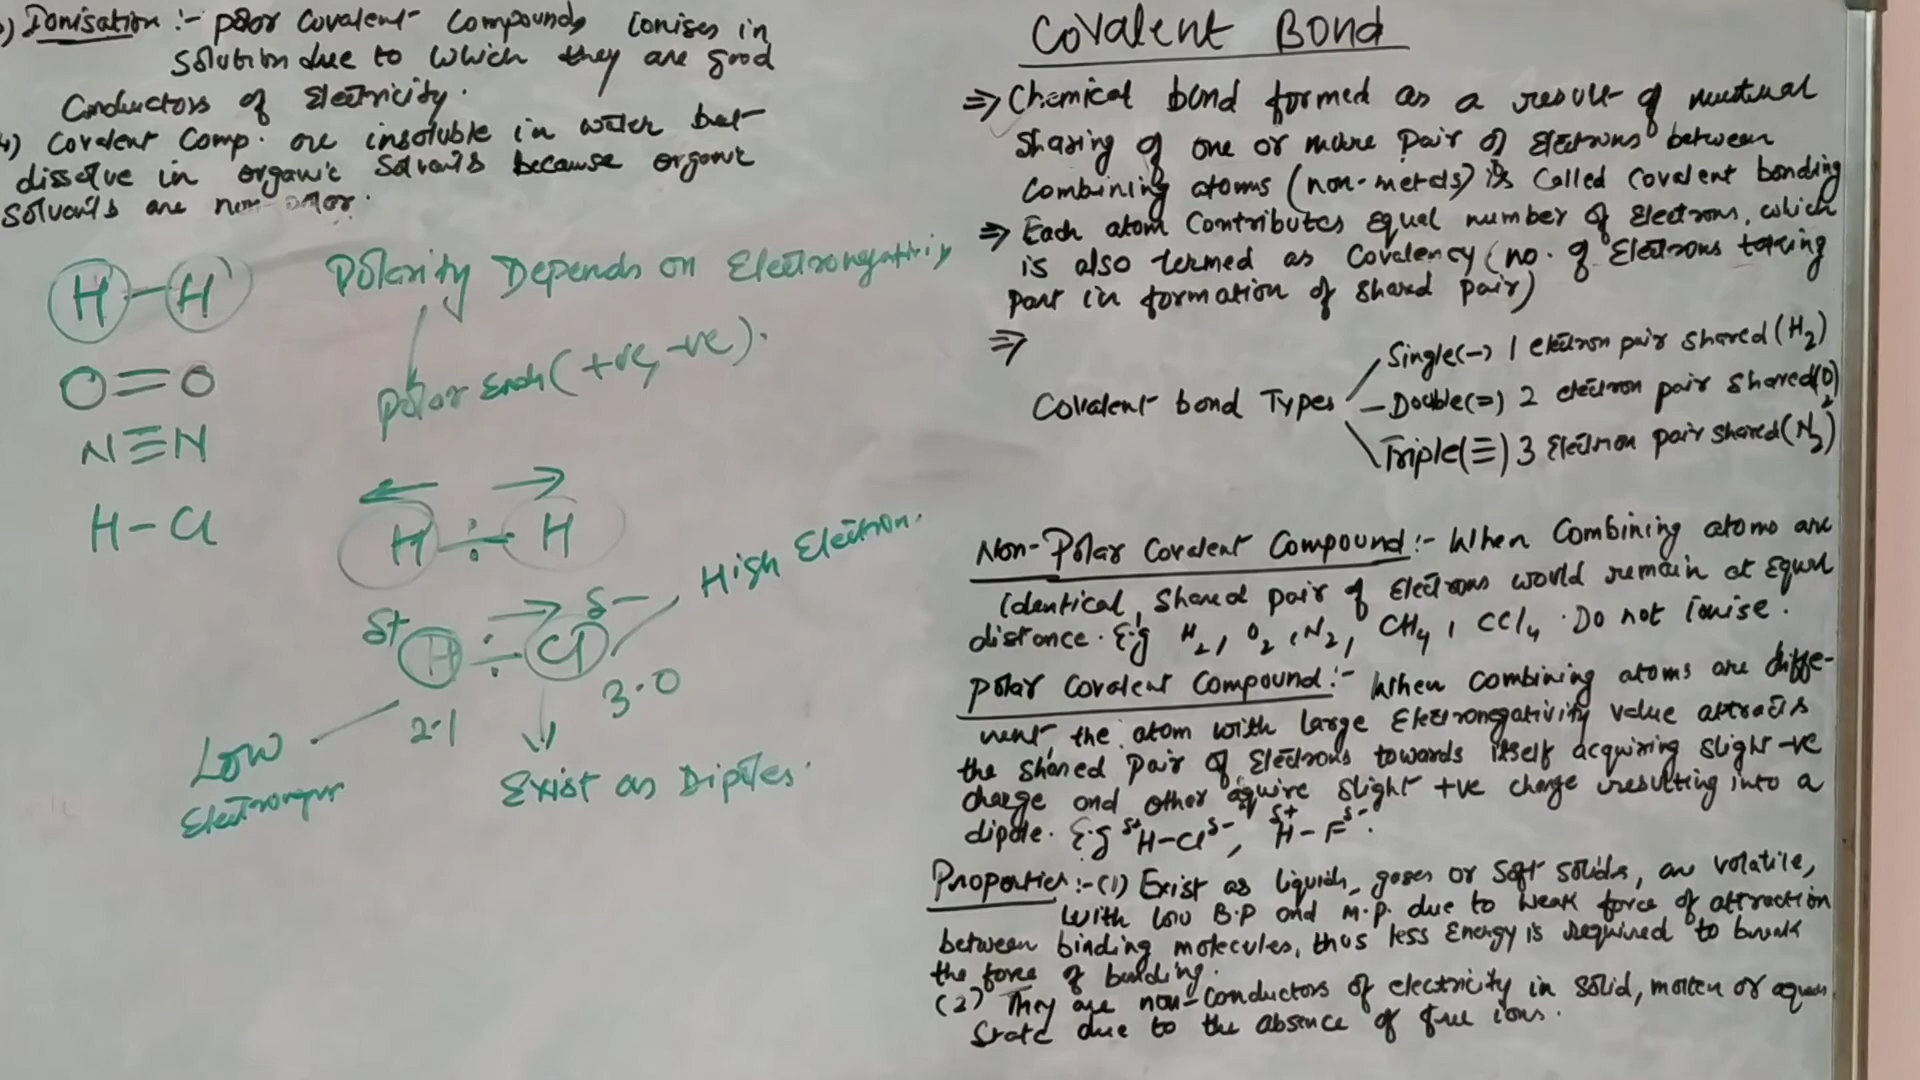 Ionisation :- polar covalent compounds ionises in
solution due to which they are good
Conductors of Electricity.
4) Covalent Comp. are insoluble in water but
dissolve in organic solvents because organic
solvents are non polar.
H-H
O=O
N≡N
H-Cl
Polarity Depends on Electronegativity
Polar Ends (+ve, -ve).
H ÷ H
High Electron.
δ+ H ÷ Cl δ-
2.1 3.0
Low
Electronega
Exist as Dipoles.
Covalent Bond
⇒ Chemical bond formed as a result of mutual
sharing of one or more pair of Electrons between
combining atoms (non-metals) is called covalent bonding
⇒ Each atom contributes equal number of electrons, which
is also termed as covalency (no. of Electrons taking
part in formation of shared pair)
⇒
Single(-) 1 electron pair shared (H2)
Covalent bond Types – Double(=) 2 electron pair shared(O2)
Triple(≡) 3 Electron pair shared (N2)
Non-Polar Covalent Compound :- When combining atoms are
identical, shared pair of electrons would remain at equal
distance. E.g H2, O2, N2, CH4, CCl4. Do not ionise.
Polar Covalent Compound :- When combining atoms are diffe-
rent, the atom with large Electronegativity value attracts
the shared pair of Electrons towards itself acquiring slight -ve
charge and other aquire slight +ve charge resulting into a
dipole. E.g δ+H-Clδ-, δ+H-Fδ-.
Properties :- (1) Exist as liquids, gases or soft solids, are volatile,
with low B.P and M.P. due to weak force of attraction
between binding molecules, thus less Energy is required to break
the force of bonding.
(2) They are non-conductors of electricity in solid, molten or aqueous
State due to the absence of free ions.